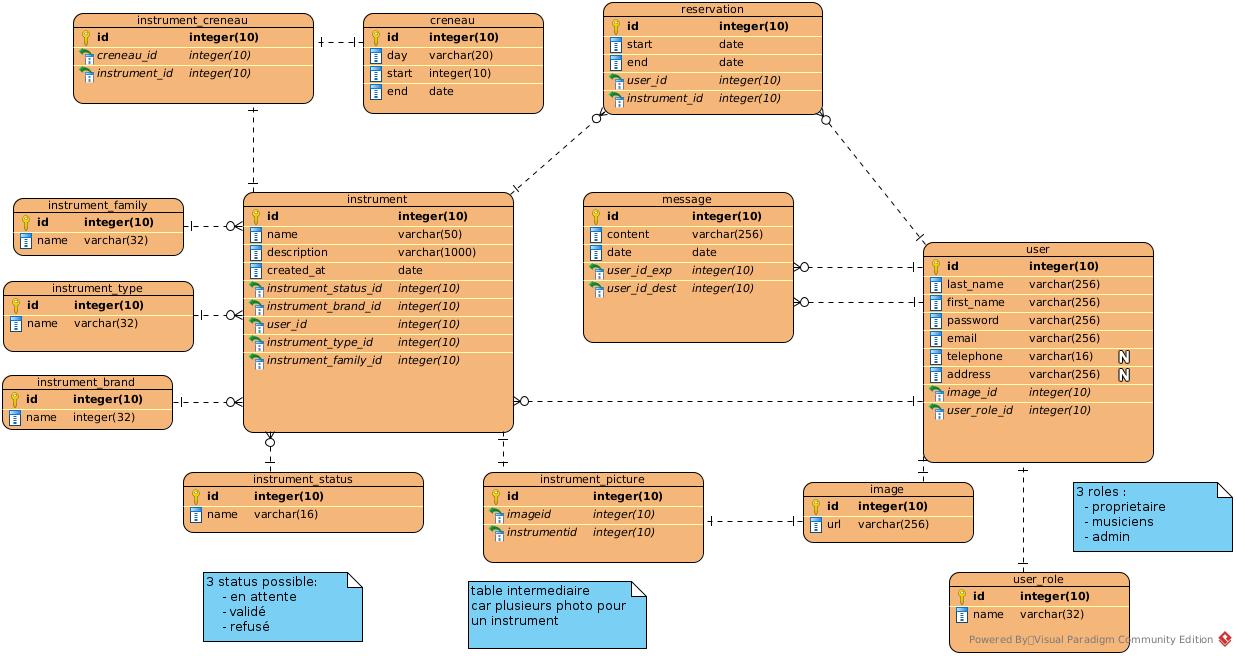 instrument_creneau
id integer(10)
creneau_id integer(10)
instrument_id integer(10)
creneau
id integer(10)
day varchar(20)
start integer(10)
end date
reservation
id integer(10)
start date
end date
user_id integer(10)
instrument_id integer(10)
instrument_family
id integer(10)
name varchar(32)
instrument
id integer(10)
name varchar(50)
description varchar(1000)
created_at date
instrument_status_id integer(10)
instrument_brand_id integer(10)
user_id integer(10)
instrument_type_id integer(10)
instrument_family_id integer(10)
message
id integer(10)
content varchar(256)
date date
user_id_exp integer(10)
user_id_dest integer(10)
user
id integer(10)
last_name varchar(256)
first_name varchar(256)
password varchar(256)
email varchar(256)
telephone varchar(16) N
address varchar(256) N
image_id integer(10)
user_role_id integer(10)
instrument_type
id integer(10)
name varchar(32)
instrument_brand
id integer(10)
name integer(32)
instrument_status
id integer(10)
name varchar(16)
instrument_picture
id integer(10)
imageid integer(10)
instrumentid integer(10)
image
id integer(10)
url varchar(256)
3 roles :
- proprietaire
- musiciens
- admin
3 status possible:
- en attente
- validé
- refusé
table intermediaire
car plusieurs photo pour
un instrument
user_role
id integer(10)
name varchar(32)
Powered By Visual Paradigm Community Edition